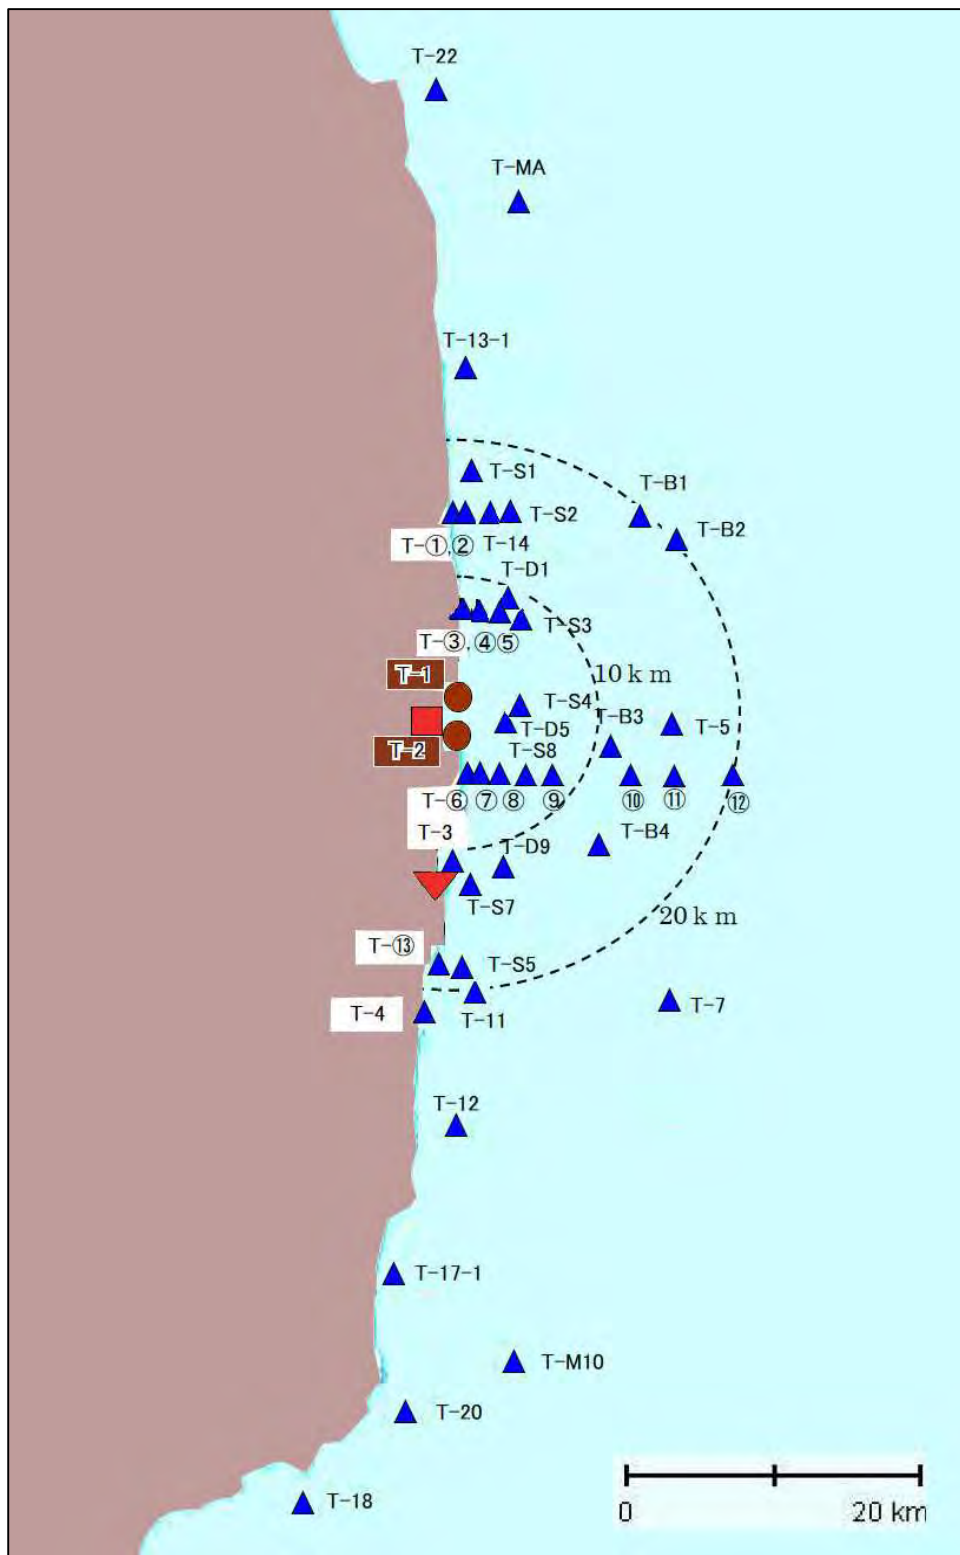 T-22
T-MA
T-13-1
T-S1
T-B1
T-S2
T-B2
T-①,② T-14
T-D1
T-S3
T-③,④⑤
T-1
10 km
T-S4
T-B3
T-5
T-D5
T-2
T-S8
T-⑥ ⑦ ⑧ ⑨ ⑩ ⑪ ⑫
T-3
T-B4
T-D9
T-S7
20 km
T-⑬
T-S5
T-7
T-4
T-11
T-12
T-17-1
T-M10
T-20
T-18
0 20 km